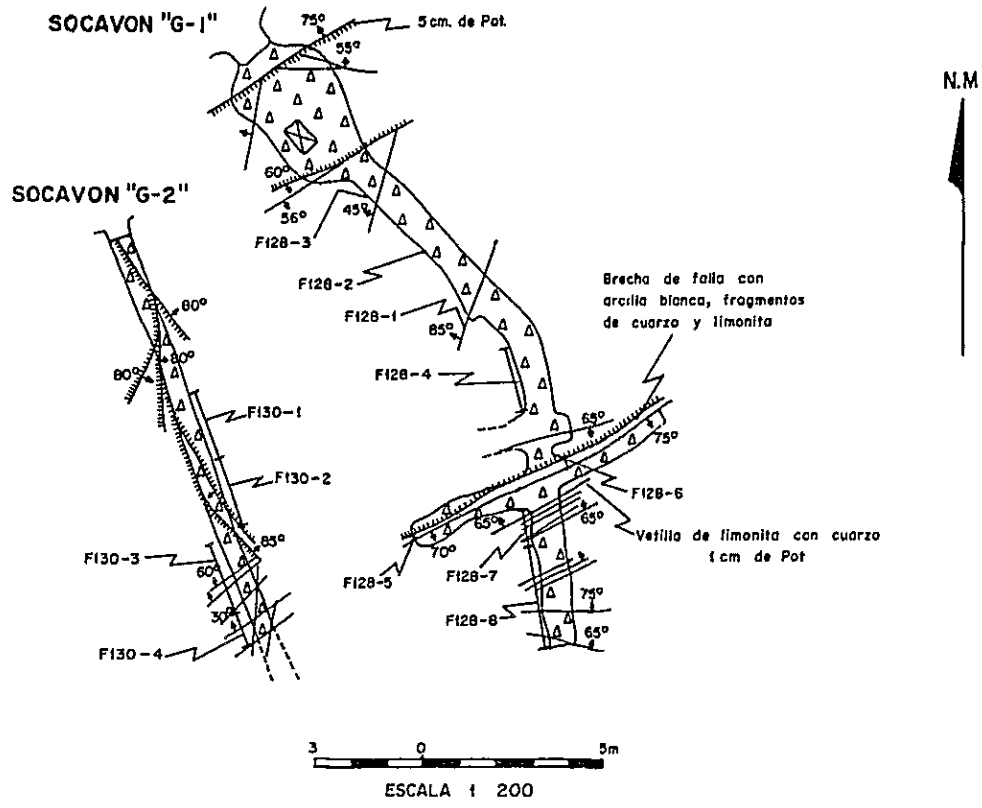 SOCAVON "G-1"
75°
5 cm. de Pot.
55°
N.M
60°
56°
45°
F128-3
SOCAVON "G-2"
F128-2
F128-1
85°
F128-4
Brecha de falla con
arcilla blanca, fragmentos
de cuarzo y limonita
80°
80°
80°
F130-1
F130-2
65°
75°
F128-6
65°
65°
70°
F128-5
F128-7
Vetilla de limonita con cuarzo
1 cm de Pot
F130-3
85°
60°
30°
F130-4
F128-8
75°
65°
3 0 5m
ESCALA 1 200